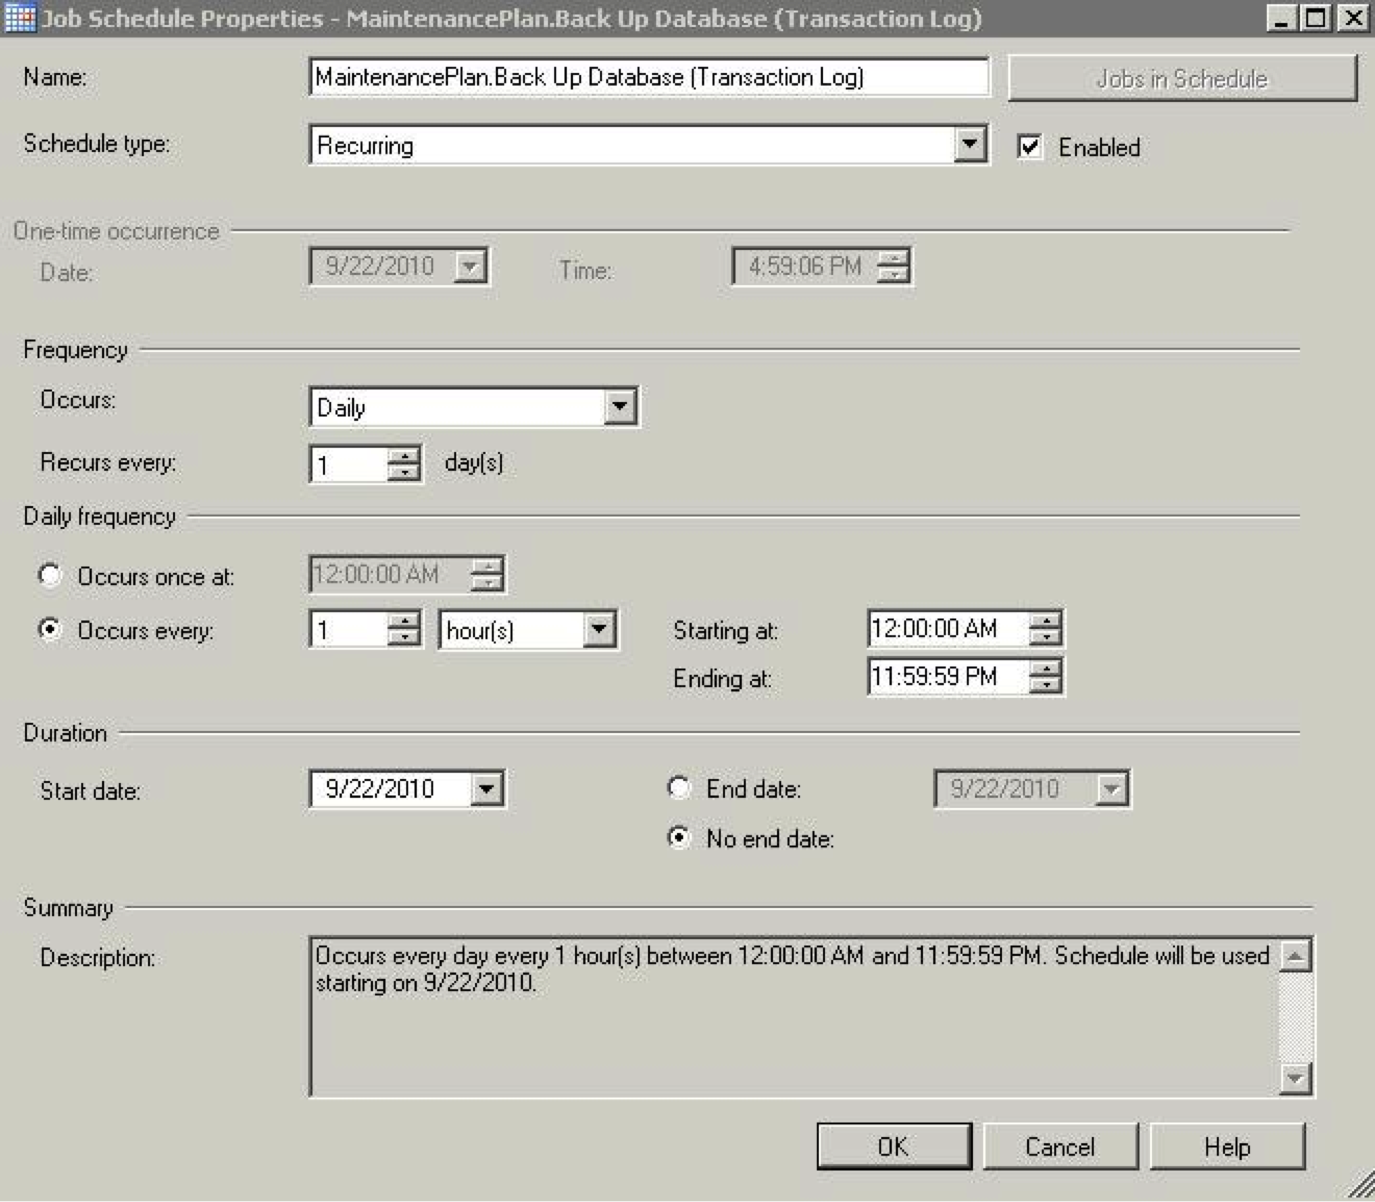 Job Schedule Properties - MaintenancePlan.Back Up Database (Transaction Log)
Name: MaintenancePlan.Back Up Database (Transaction Log) Jobs in Schedule
Schedule type: Recurring Enabled
One-time occurrence
Date: 9/22/2010 Time: 4:59:06 PM
Frequency
Occurs: Daily
Recurs every: 1 day(s)
Daily frequency
Occurs once at: 12:00:00 AM
Occurs every: 1 hour(s) Starting at: 12:00:00 AM
Ending at: 11:59:59 PM
Duration
Start date: 9/22/2010 End date: 9/22/2010
No end date:
Summary
Description: Occurs every day every 1 hour(s) between 12:00:00 AM and 11:59:59 PM. Schedule will be used
starting on 9/22/2010.
OK Cancel Help